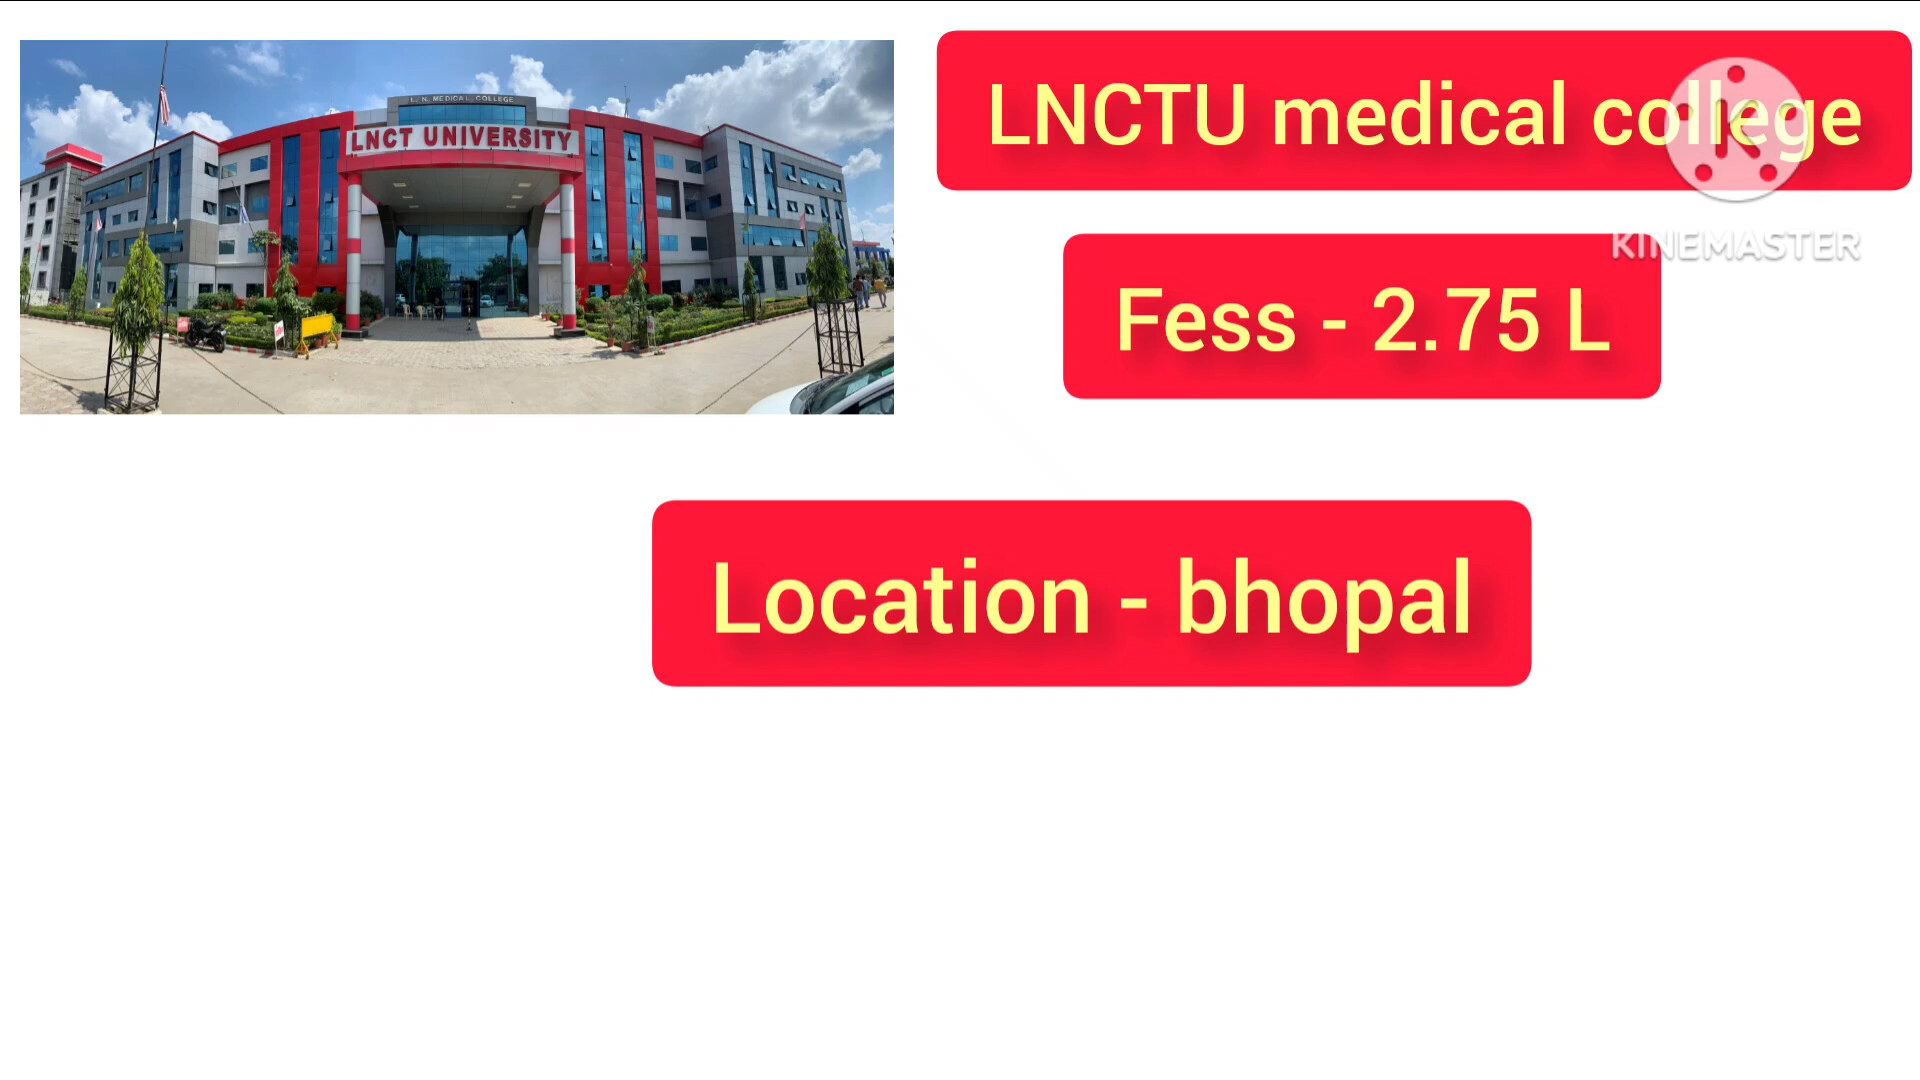 L. N. MEDICAL COLLEGE
LNCT UNIVERSITY
LNCTU medical college
KINEMASTER
Fess - 2.75 L
Location - bhopal